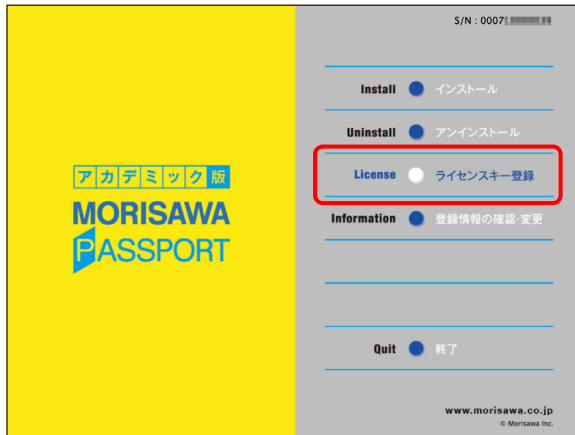 S/N : 0007
Install インストール
Uninstall アンインストール
アカデミック版
MORISAWA
PASSPORT
License ライセンスキー登録
Information 登録情報の確認・変更
Quit 終了
www.morisawa.co.jp
© Morisawa Inc.